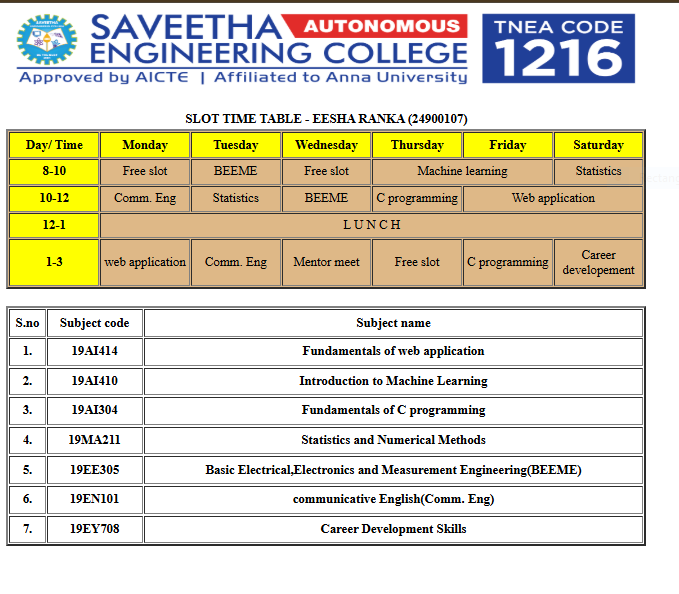 SAVEETHA AUTONOMOUS
ENGINEERING COLLEGE
Approved by AICTE | Affiliated to Anna University
TNEA CODE
1216
SLOT TIME TABLE - EESHA RANKA (24900107)
Day/ Time Monday Tuesday Wednesday Thursday Friday Saturday
8-10 Free slot BEEME Free slot Machine learning Statistics
10-12 Comm. Eng Statistics BEEME C programming Web application
12-1 L U N C H
1-3 web application Comm. Eng Mentor meet Free slot C programming Career developement
S.no Subject code Subject name
1. 19AI414 Fundamentals of web application
2. 19AI410 Introduction to Machine Learning
3. 19AI304 Fundamentals of C programming
4. 19MA211 Statistics and Numerical Methods
5. 19EE305 Basic Electrical,Electronics and Measurement Engineering(BEEME)
6. 19EN101 communicative English(Comm. Eng)
7. 19EY708 Career Development Skills